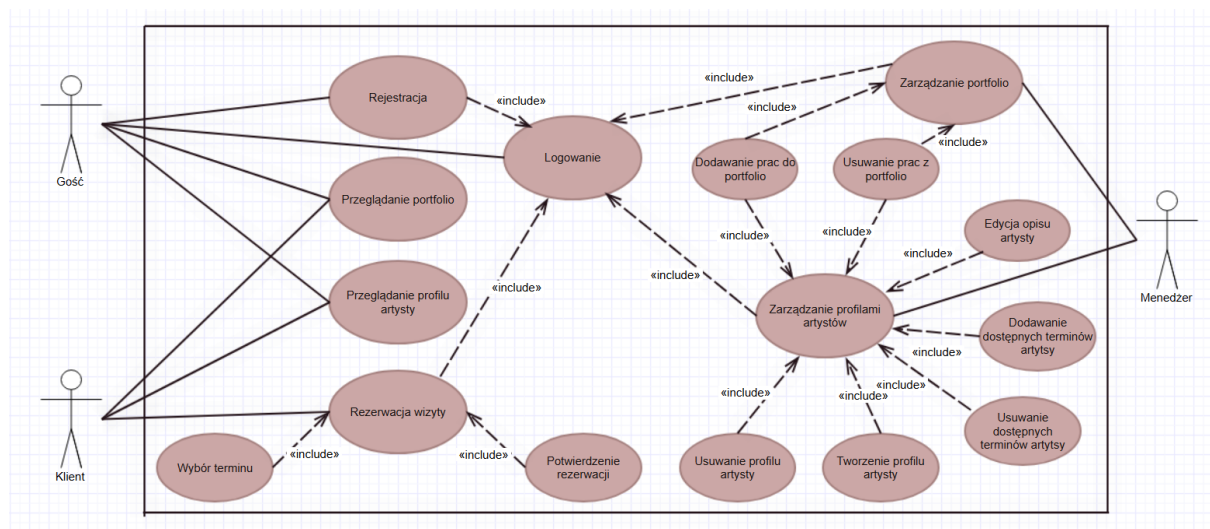 Gość
Klient
Menedżer
Rejestracja
«include»
Logowanie
Przeglądanie portfolio
Przeglądanie profilu
artysty
«include»
Rezerwacja wizyty
Wybór terminu
«include»
«include»
Potwierdzenie
rezerwacji
«include»
Zarządzanie portfolio
«include»
«include»
Dodawanie prac do
portfolio
Usuwanie prac z
portfolio
«include»
«include»
«include»
Edycja opisu
artysty
«include»
Zarządzanie profilami
artystów
Dodawanie
dostępnych terminów
artytsy
«include»
«include»
«include»
«include»
Usuwanie
dostępnych
terminów artytsy
Usuwanie profilu
artysty
Tworzenie profilu
artysty